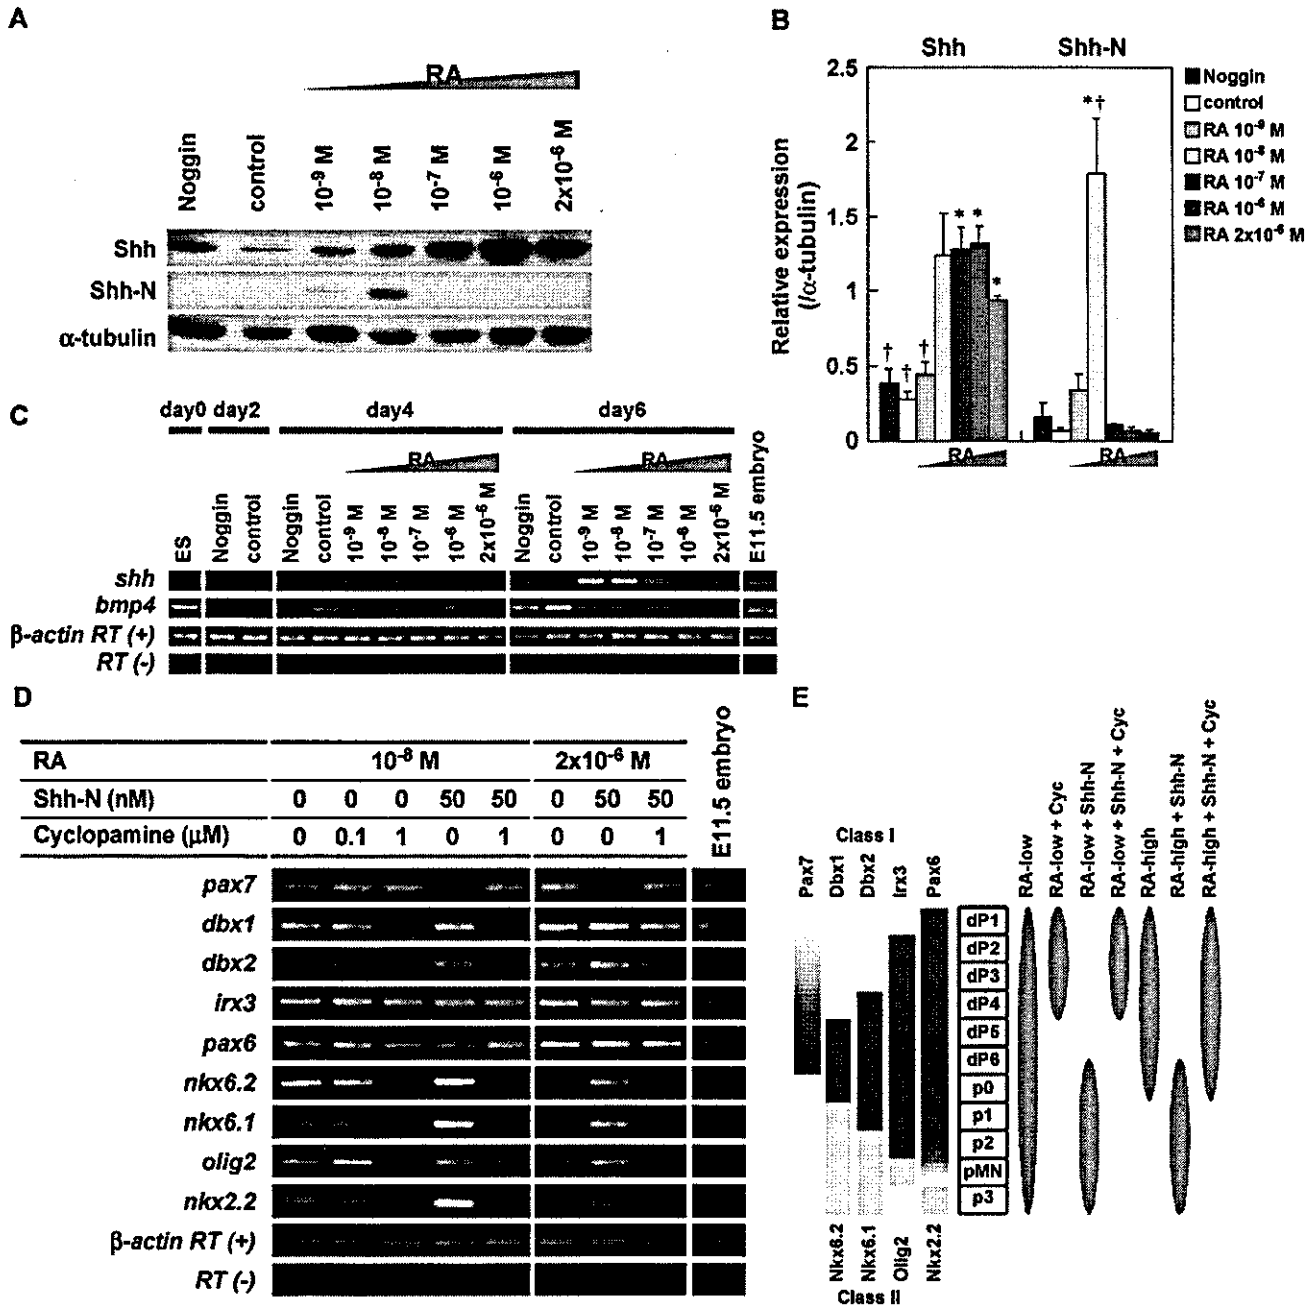 A
RA
Noggin
control
10⁻⁹ M
10⁻⁸ M
10⁻⁷ M
10⁻⁶ M
2x10⁻⁶ M
Shh
Shh-N
α-tubulin
B
Shh
Shh-N
2.5
2
1.5
1
0.5
0
Relative expression
(/α-tubulin)
† † † * * *
* †
RA
RA
Noggin
control
RA 10⁻⁹ M
RA 10⁻⁸ M
RA 10⁻⁷ M
RA 10⁻⁶ M
RA 2x10⁻⁶ M
C
day0 day2 day4 day6
RA
RA
ES
Noggin
control
Noggin
control
10⁻⁹ M
10⁻⁸ M
10⁻⁷ M
10⁻⁶ M
2x10⁻⁶ M
Noggin
control
10⁻⁹ M
10⁻⁸ M
10⁻⁷ M
10⁻⁶ M
2x10⁻⁶ M
E11.5 embryo
shh
bmp4
β-actin RT (+)
RT (-)
D
RA 10⁻⁸ M 2x10⁻⁶ M
Shh-N (nM) 0 0 0 50 50 0 50 50
Cyclopamine (μM) 0 0.1 1 0 1 0 0 1
E11.5 embryo
pax7
dbx1
dbx2
irx3
pax6
nkx6.2
nkx6.1
olig2
nkx2.2
β-actin RT (+)
RT (-)
E
Class I
Pax7
Dbx1
Dbx2
Irx3
Pax6
RA-low
RA-low + Cyc
RA-low + Shh-N
RA-low + Shh-N + Cyc
RA-high
RA-high + Shh-N
RA-high + Shh-N + Cyc
dP1
dP2
dP3
dP4
dP5
dP6
p0
p1
p2
pMN
p3
Nkx6.2
Nkx6.1
Olig2
Nkx2.2
Class II